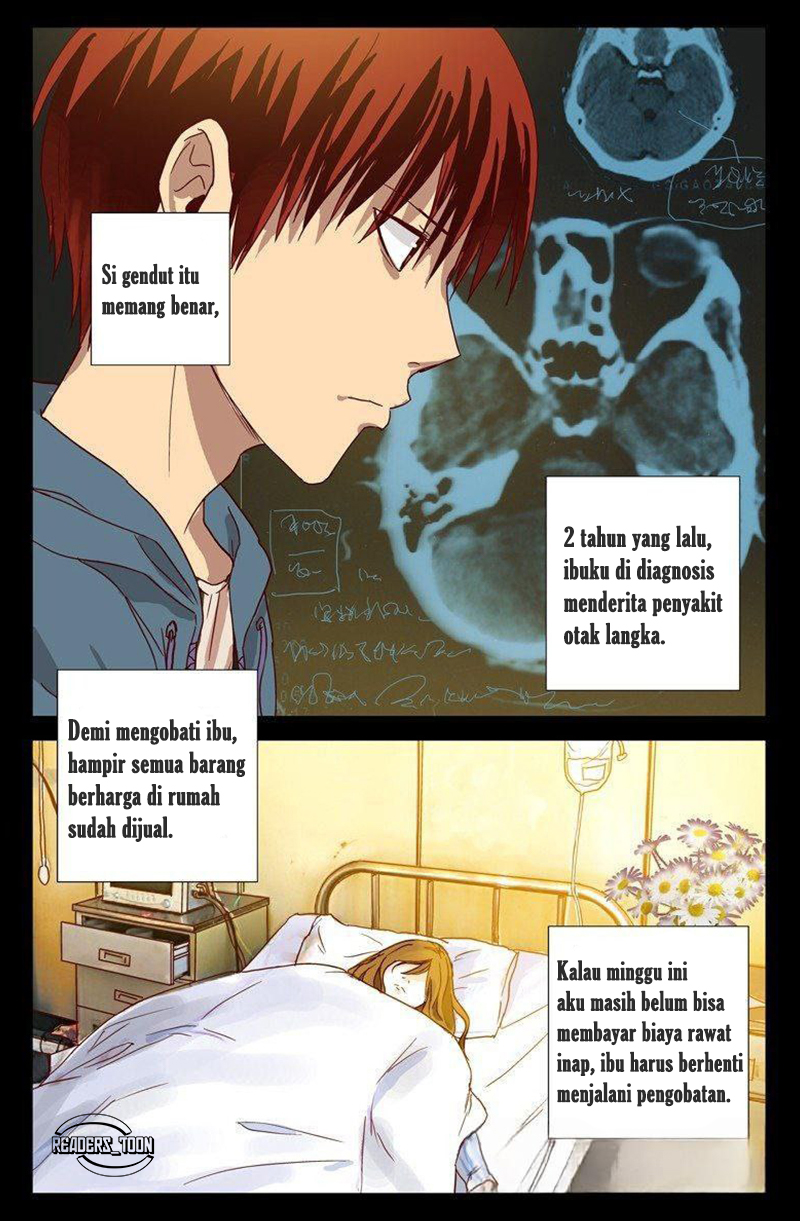 Si gendut itu
memang benar,
2 tahun yang lalu,
ibuku di diagnosis
menderita penyakit
otak langka.
Demi mengobati ibu,
hampir semua barang
berharga di rumah
sudah dijual.
Kalau minggu ini
aku masih belum bisa
membayar biaya rawat
inap, ibu harus berhenti
menjalani pengobatan.
READERS_TOON